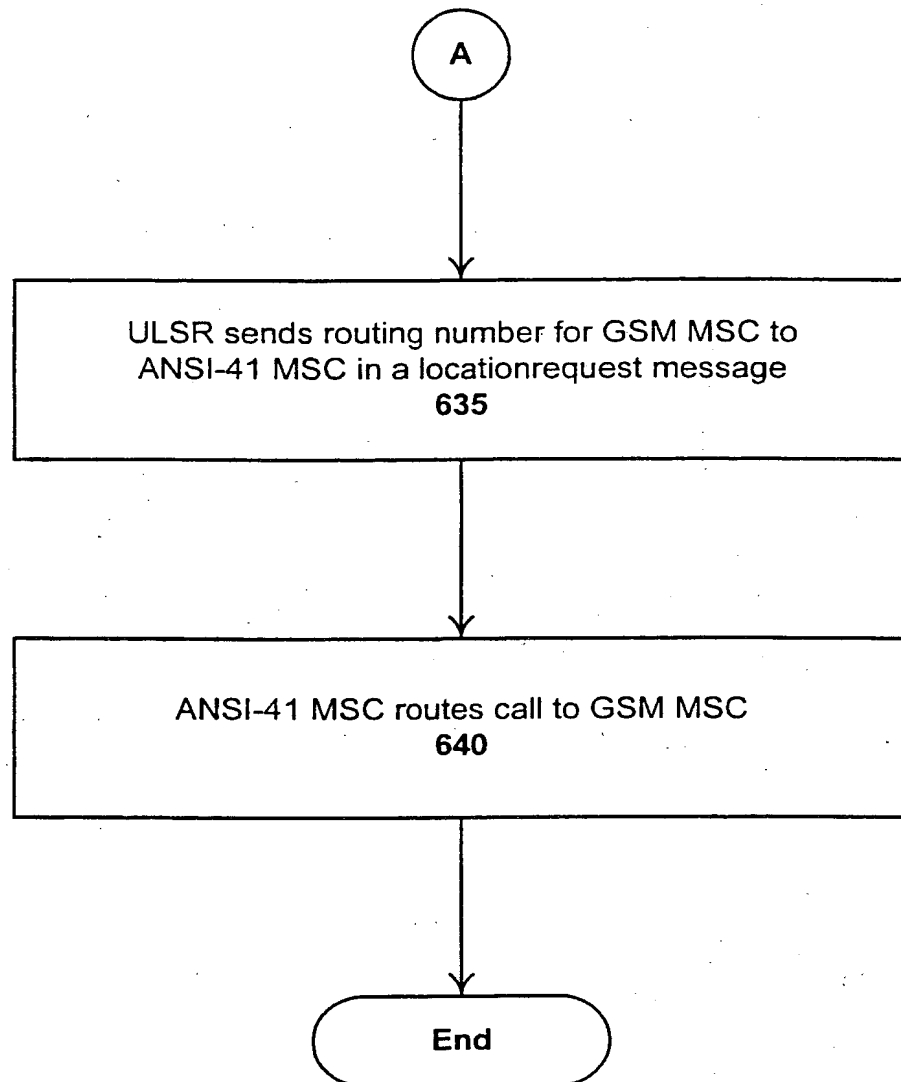 A
ULSR sends routing number for GSM MSC to
ANSI-41 MSC in a locationrequest message
635
ANSI-41 MSC routes call to GSM MSC
640
End